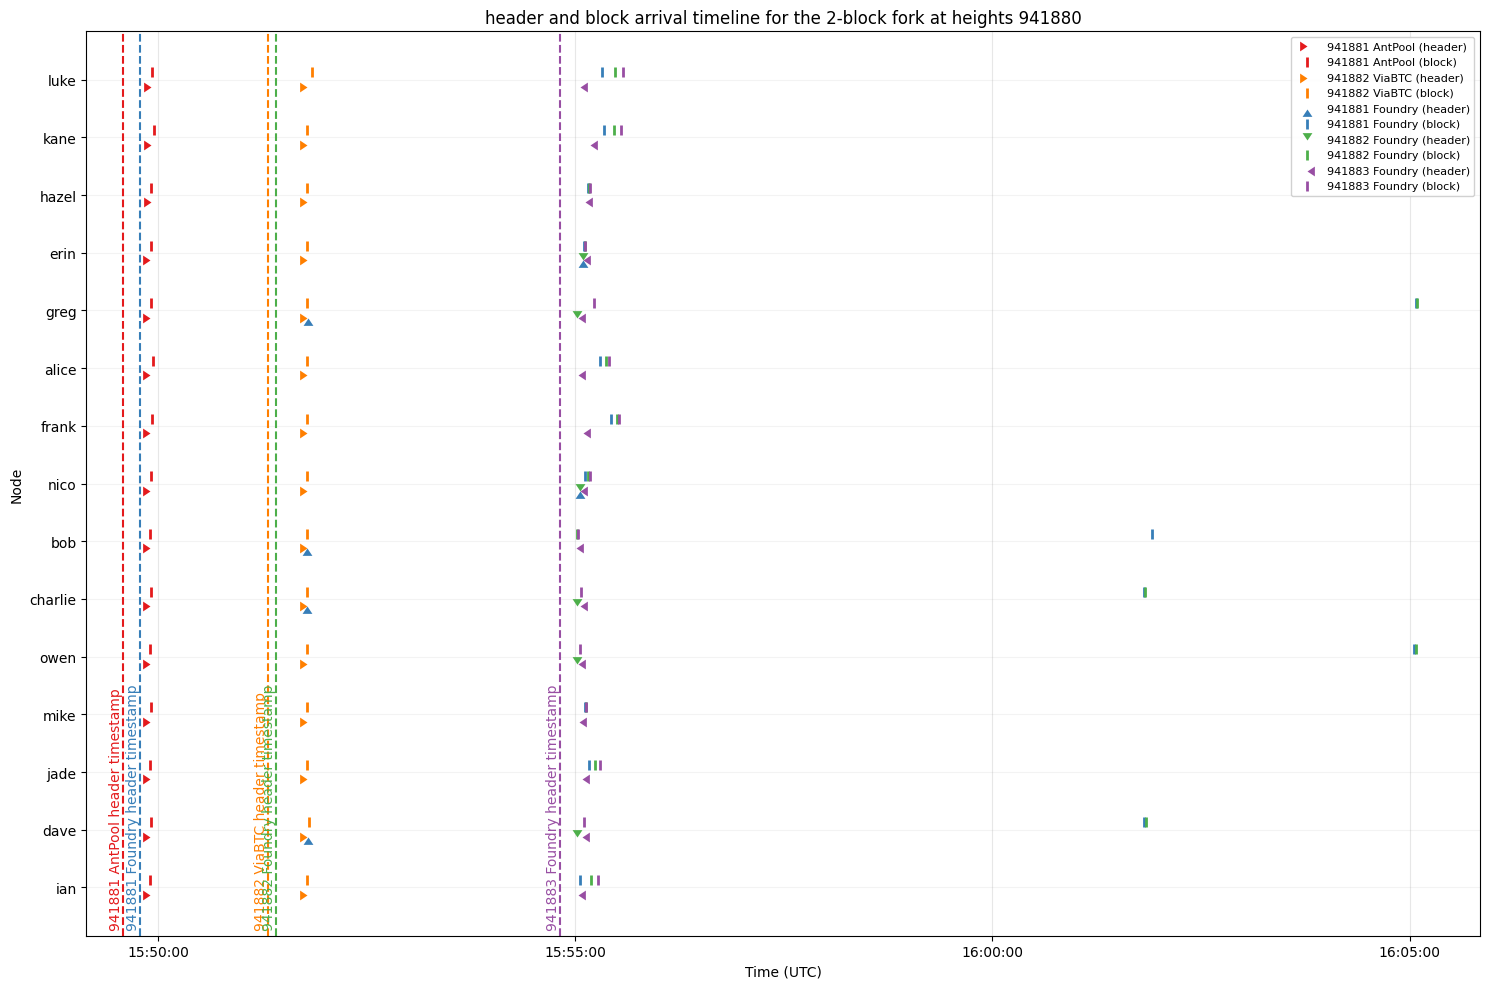 header and block arrival timeline for the 2-block fork at heights 941880
941881 AntPool (header)
941881 AntPool (block)
941882 ViaBTC (header)
941882 ViaBTC (block)
941881 Foundry (header)
941881 Foundry (block)
941882 Foundry (header)
941882 Foundry (block)
941883 Foundry (header)
941883 Foundry (block)
Node
luke
kane
hazel
erin
greg
alice
frank
nico
bob
charlie
owen
mike
jade
dave
ian
941881 AntPool header timestamp
941881 Foundry header timestamp
941882 ViaBTC header timestamp
941882 Foundry header timestamp
941883 Foundry header timestamp
15:50:00
15:55:00
16:00:00
16:05:00
Time (UTC)